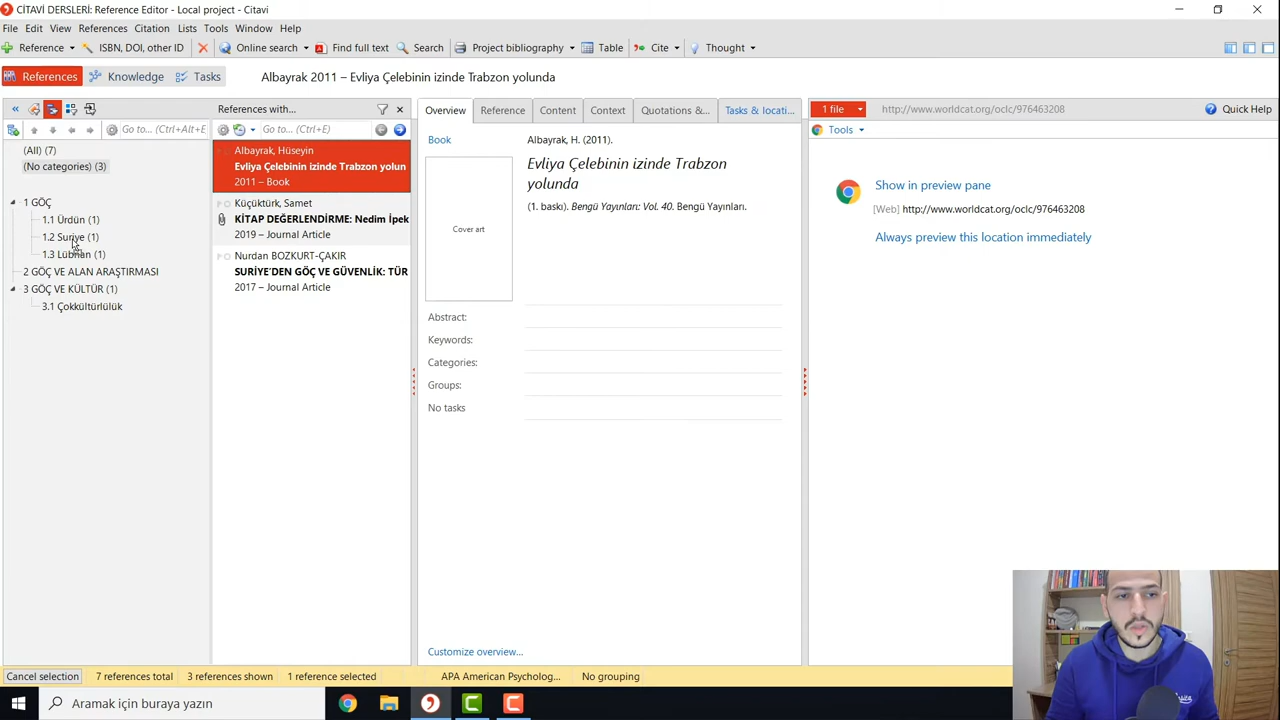 CİTAVİ DERSLERİ: Reference Editor - Local project - Citavi
File Edit View References Citation Lists Tools Window Help
Reference ISBN, DOI, other ID Online search Find full text Search Project bibliography Table Cite Thought
References Knowledge Tasks Albayrak 2011 – Evliya Çelebinin izinde Trabzon yolunda
References with...
Go to... (Ctrl+Alt+E
Go to... (Ctrl+E)
(All) (7)
(No categories) (3)
1 GÖÇ
1.1 Ürdün (1)
1.2 Suriye (1)
1.3 Lübnan (1)
2 GÖÇ VE ALAN ARAŞTIRMASI
3 GÖÇ VE KÜLTÜR (1)
3.1 Çokkültürlülük
Albayrak, Hüseyin
Evliya Çelebinin izinde Trabzon yolun
2011 – Book
Küçüktürk, Samet
KİTAP DEĞERLENDİRME: Nedim İpek
2019 – Journal Article
Nurdan BOZKURT-ÇAKIR
SURİYE'DEN GÖÇ VE GÜVENLİK: TÜR
2017 – Journal Article
Overview Reference Content Context Quotations &... Tasks & locati...
Book
Cover art
Albayrak, H. (2011).
Evliya Çelebinin izinde Trabzon
yolunda
(1. baskı). Bengü Yayınları: Vol. 40. Bengü Yayınları.
Abstract:
Keywords:
Categories:
Groups:
No tasks
Customize overview...
1 file http://www.worldcat.org/oclc/976463208 Quick Help
Tools
Show in preview pane
[Web] http://www.worldcat.org/oclc/976463208
Always preview this location immediately
Cancel selection 7 references total 3 references shown 1 reference selected APA American Psycholog... No grouping
Aramak için buraya yazın